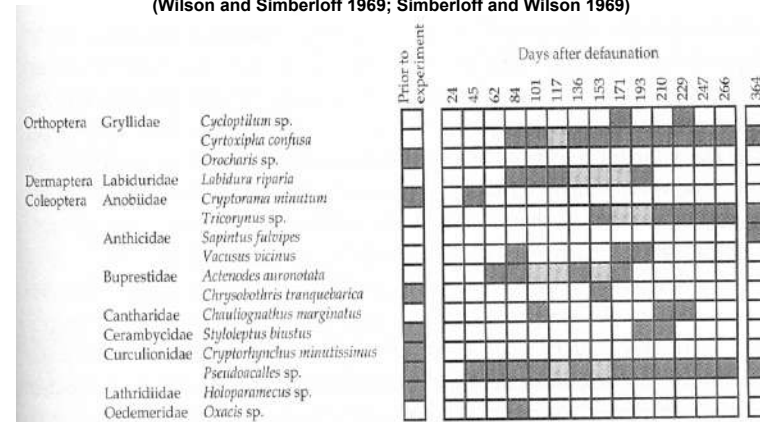 (Wilson and Simberloff 1969; Simberloff and Wilson 1969)
Prior to experiment
Days after defaunation
24 45 62 84 101 117 136 153 171 193 210 229 247 266 364
Orthoptera Gryllidae Cycloptilum sp.
Cyrtoxipha confusa
Orocharis sp.
Dermaptera Labiduridae Labidura riparia
Coleoptera Anobiidae Cryptorama minutum
Tricorynus sp.
Anthicidae Sapintus fulvipes
Vacusus vicinus
Buprestidae Actenodes auronotata
Chrysobothris tranquebarica
Cantharidae Chauliognathus marginatus
Cerambycidae Styloleptus biustus
Curculionidae Cryptorhynchus minutissimus
Pseudoacalles sp.
Lathridiidae Holoparamecus sp.
Oedemeridae Oxacis sp.